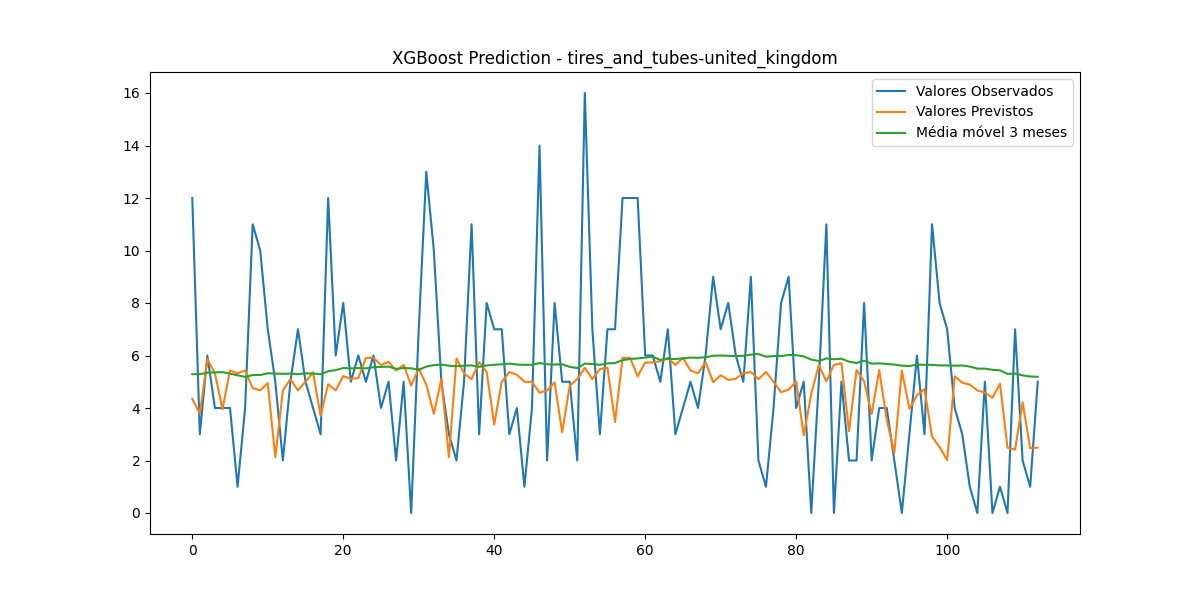 XGBoost Prediction - tires_and_tubes-united_kingdom
Valores Observados
Valores Previstos
Média móvel 3 meses
16
14
12
10
8
6
4
2
0
0 20 40 60 80 100